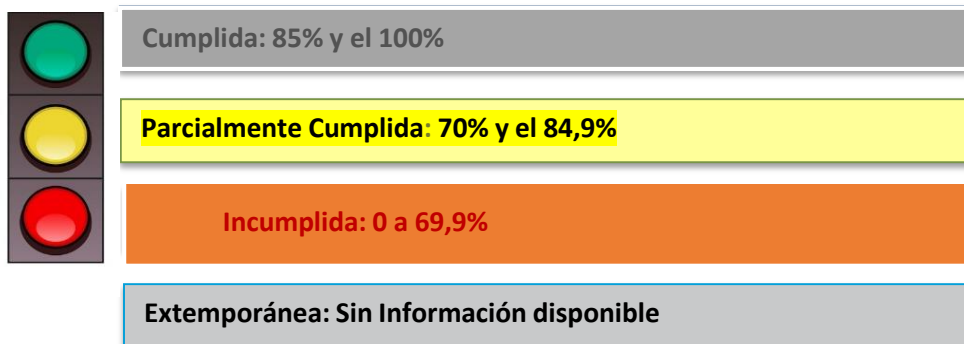 Cumplida: 85% y el 100%
Parcialmente Cumplida: 70% y el 84,9%
Incumplida: 0 a 69,9%
Extemporánea: Sin Información disponible